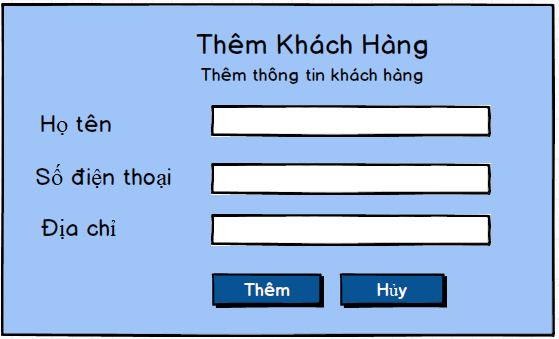 Thêm Khách Hàng
Thêm thông tin khách hàng
Họ tên
Số điện thoại
Địa chỉ
Thêm Hủy